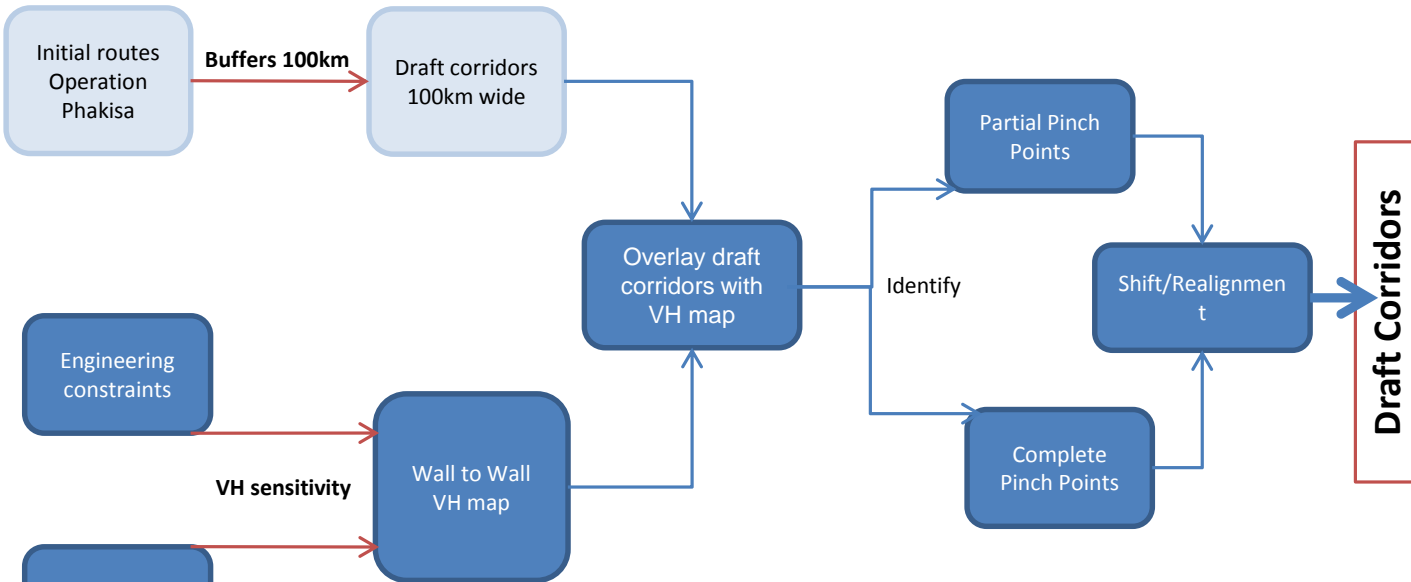 Initial routes
Operation
Phakisa
Buffers 100km
Draft corridors
100km wide
Partial Pinch
Points
Overlay draft
corridors with
VH map
Identify
Shift/Realignmen
t
Draft Corridors
Engineering
constraints
VH sensitivity
Wall to Wall
VH map
Complete
Pinch Points